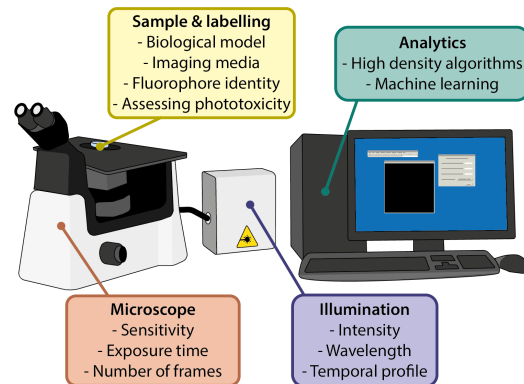 Sample & labelling
- Biological model
- Imaging media
- Fluorophore identity
- Assessing phototoxicity
Analytics
- High density algorithms
- Machine learning
Microscope
- Sensitivity
- Exposure time
- Number of frames
Illumination
- Intensity
- Wavelength
- Temporal profile